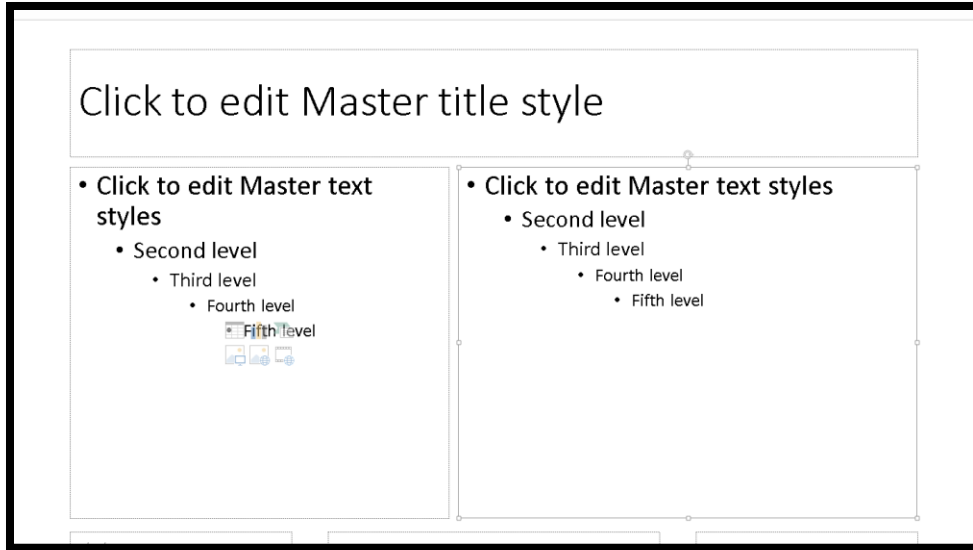 Click to edit Master title style
• Click to edit Master text
styles
• Second level
• Third level
• Fourth level
Fifth level
• Click to edit Master text styles
• Second level
• Third level
• Fourth level
• Fifth level